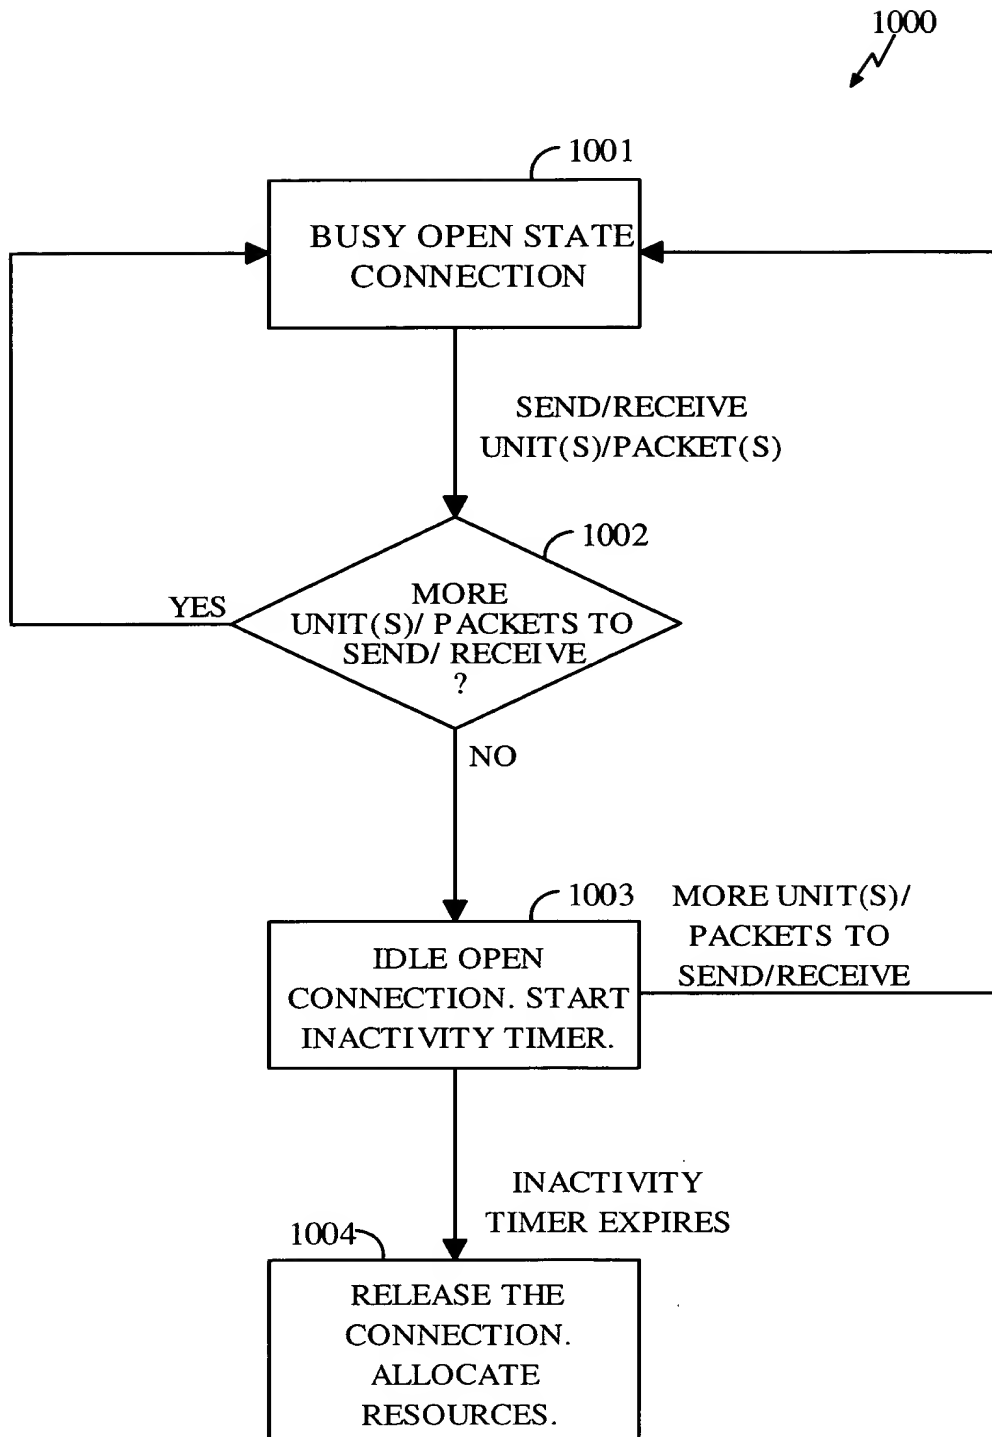 1000
1001
BUSY OPEN STATE
CONNECTION
SEND/RECEIVE
UNIT(S)/PACKET(S)
1002
MORE
UNIT(S)/ PACKETS TO
SEND/ RECEIVE
?
YES
NO
1003
IDLE OPEN
CONNECTION. START
INACTIVITY TIMER.
MORE UNIT(S)/
PACKETS TO
SEND/RECEIVE
INACTIVITY
TIMER EXPIRES
1004
RELEASE THE
CONNECTION.
ALLOCATE
RESOURCES.